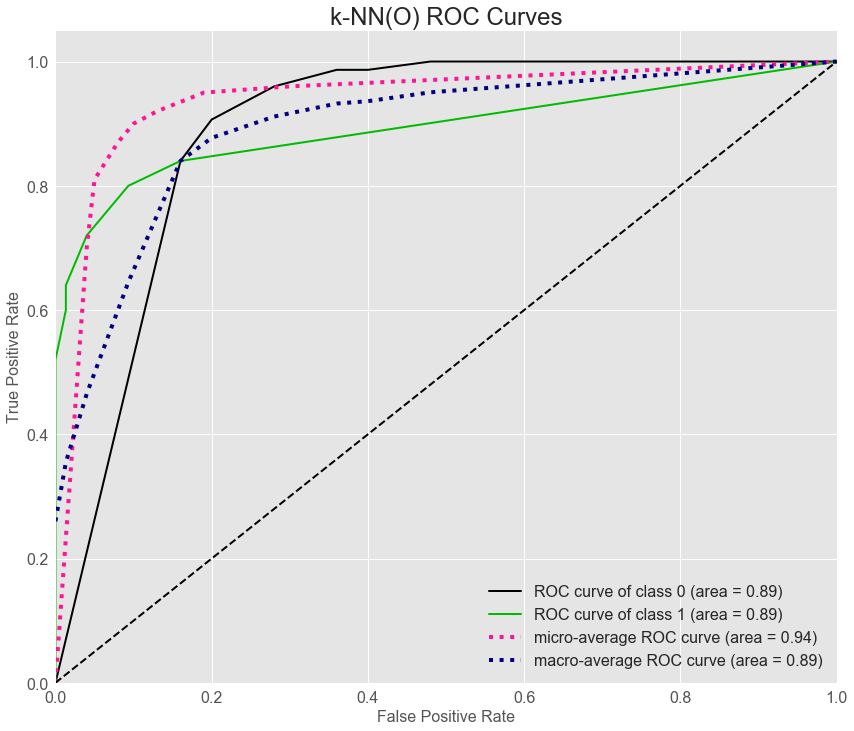 k-NN(O) ROC Curves
1.0
0.8
0.6
0.4
0.2
0.0
True Positive Rate
ROC curve of class 0 (area = 0.89)
ROC curve of class 1 (area = 0.89)
micro-average ROC curve (area = 0.94)
macro-average ROC curve (area = 0.89)
0.0 0.2 0.4 0.6 0.8 1.0
False Positive Rate